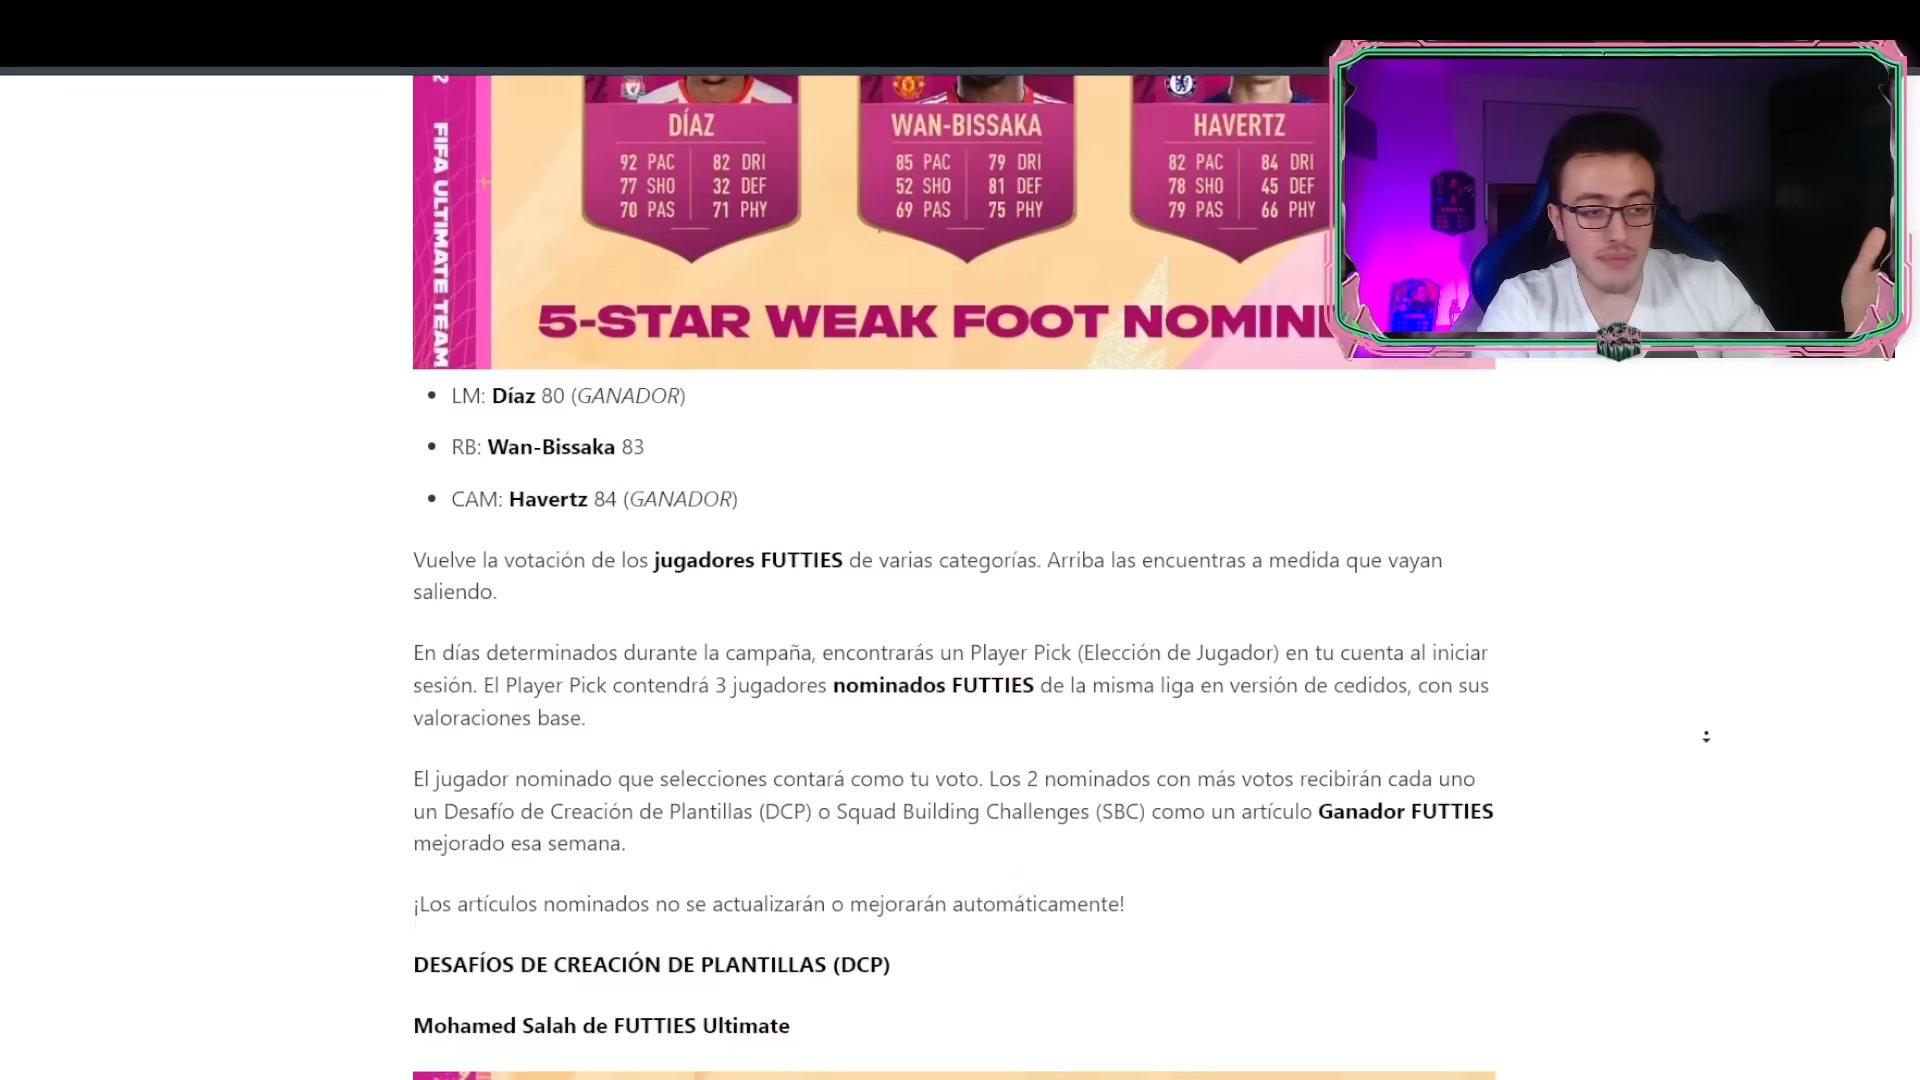 FIFA ULTIMATE TEAM
DÍAZ
92 PAC 82 DRI
77 SHO 32 DEF
70 PAS 71 PHY
WAN-BISSAKA
85 PAC 79 DRI
52 SHO 81 DEF
69 PAS 75 PHY
HAVERTZ
82 PAC 84 DRI
78 SHO 45 DEF
79 PAS 66 PHY
5-STAR WEAK FOOT
LM: Díaz 80 (GANADOR)
RB: Wan-Bissaka 83
CAM: Havertz 84 (GANADOR)
Vuelve la votación de los jugadores FUTTIES de varias categorías. Arriba las encuentras a medida que vayan
saliendo.
En días determinados durante la campaña, encontrarás un Player Pick (Elección de Jugador) en tu cuenta al iniciar
sesión. El Player Pick contendrá 3 jugadores nominados FUTTIES de la misma liga en versión de cedidos, con sus
valoraciones base.
El jugador nominado que selecciones contará como tu voto. Los 2 nominados con más votos recibirán cada uno
un Desafío de Creación de Plantillas (DCP) o Squad Building Challenges (SBC) como un artículo Ganador FUTTIES
mejorado esa semana.
¡Los artículos nominados no se actualizarán o mejorarán automáticamente!
DESAFÍOS DE CREACIÓN DE PLANTILLAS (DCP)
Mohamed Salah de FUTTIES Ultimate